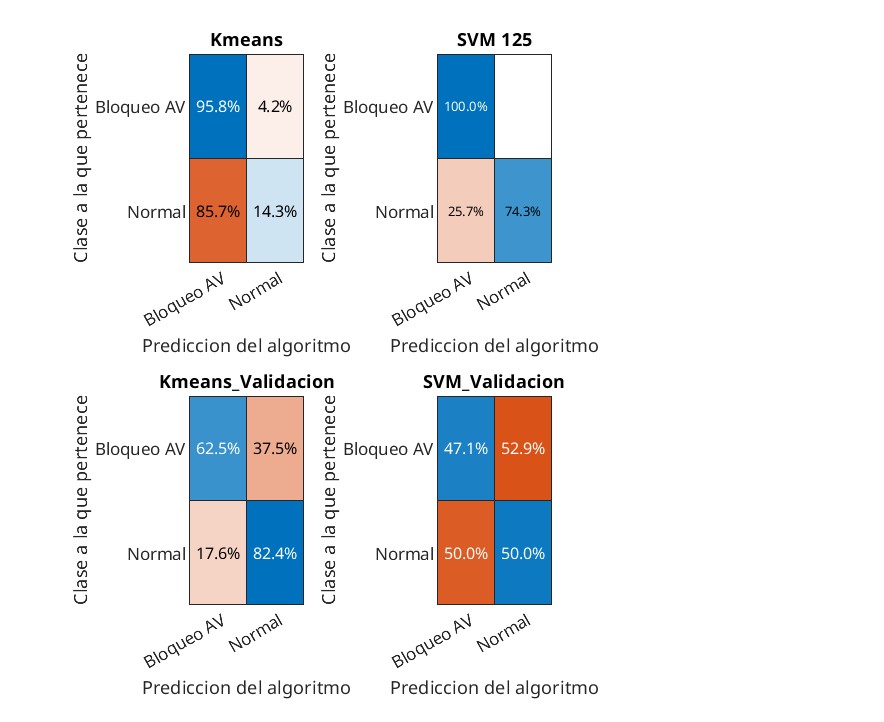 Kmeans
Clase a la que pertenece
Bloqueo AV
95.8%
4.2%
Normal
85.7%
14.3%
Bloqueo AV
Normal
Prediccion del algoritmo
SVM 125
Clase a la que pertenece
Bloqueo AV
100.0%
Normal
25.7%
74.3%
Bloqueo AV
Normal
Prediccion del algoritmo
Kmeans_Validacion
Clase a la que pertenece
Bloqueo AV
62.5%
37.5%
Normal
17.6%
82.4%
Bloqueo AV
Normal
Prediccion del algoritmo
SVM_Validacion
Clase a la que pertenece
Bloqueo AV
47.1%
52.9%
Normal
50.0%
50.0%
Bloqueo AV
Normal
Prediccion del algoritmo